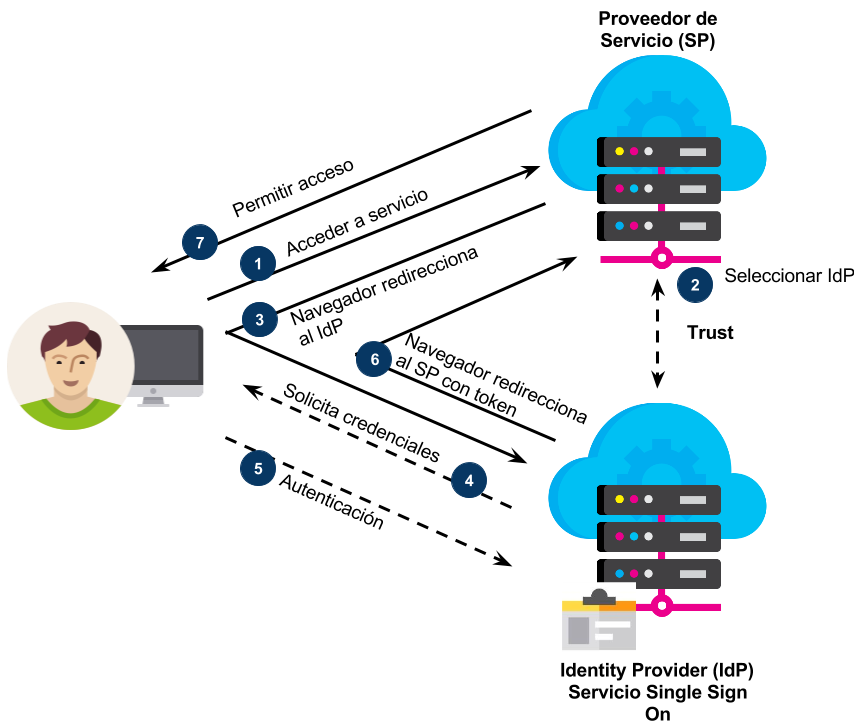 Proveedor de
Servicio (SP)
7
Permitir acceso
1
Acceder a servicio
3
Navegador redirecciona
al IdP
2
Seleccionar IdP
Trust
6
Navegador redirecciona
al SP con token
4
Solicita credenciales
5
Autenticación
Identity Provider (IdP)
Servicio Single Sign
On